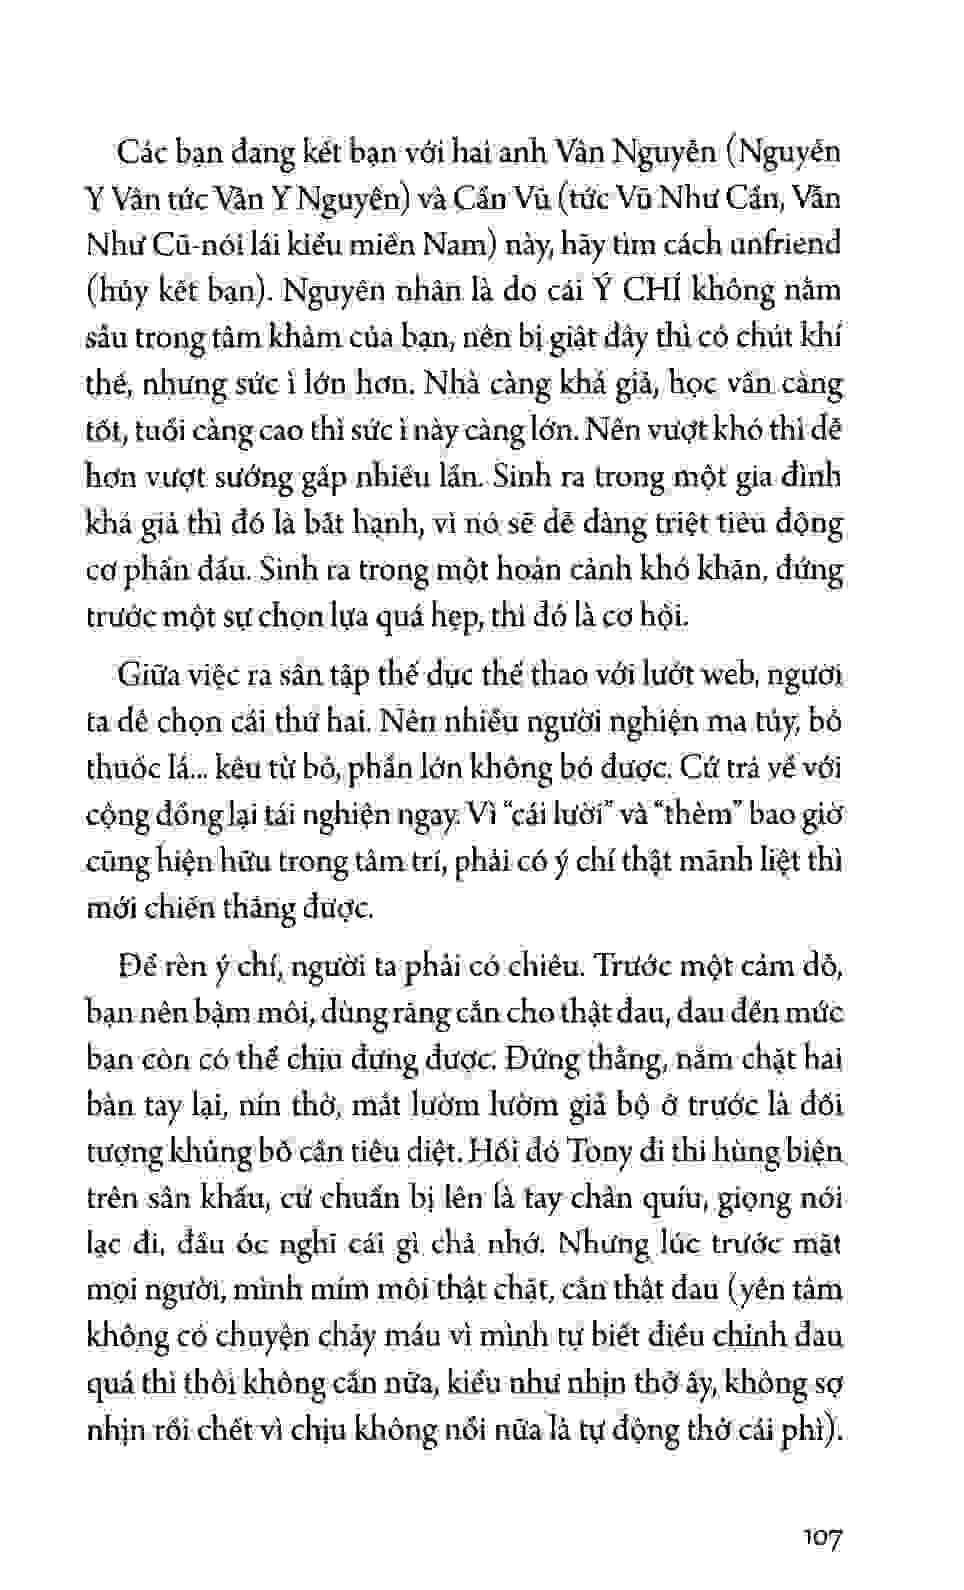 Các bạn đang kết bạn với hai anh Văn Nguyễn (Nguyễn
Y Vân tức Vẫn Y Nguyên) và Cẩn Vũ (tức Vũ Như Cẩn, Vẫn
Như Cũ-nói lái kiểu miền Nam) này, hãy tìm cách unfriend
(hủy kết bạn). Nguyên nhân là do cái Ý CHÍ không nằm
sâu trong tâm khảm của bạn, nên bị giật dây thì có chút khí
thế, nhưng sức ì lớn hơn. Nhà càng khá giả, học vấn càng
tốt, tuổi càng cao thì sức ì này càng lớn. Nên vượt khó thì dễ
hơn vượt sướng gấp nhiều lần. Sinh ra trong một gia đình
khá giả thì đó là bất hạnh, vì nó sẽ dễ dàng triệt tiêu động
cơ phấn đấu. Sinh ra trong một hoàn cảnh khó khăn, đứng
trước một sự chọn lựa quá hẹp, thì đó là cơ hội.
Giữa việc ra sân tập thể dục thể thao với lướt web, người
ta dễ chọn cái thứ hai. Nên nhiều người nghiện ma túy, bỏ
thuốc lá... kêu từ bỏ, phần lớn không bỏ được. Cứ trả về với
cộng đồng lại tái nghiện ngay. Vì “cái lười” và “thèm” bao giờ
cũng hiện hữu trong tâm trí, phải có ý chí thật mãnh liệt thì
mới chiến thắng được.
Để rèn ý chí, người ta phải có chiêu. Trước một cám dỗ,
bạn nên bặm môi, dùng răng cắn cho thật đau, đau đến mức
bạn còn có thể chịu đựng được. Đứng thẳng, nắm chặt hai
bàn tay lại, nín thở, mắt lườm lườm giả bộ ở trước là đối
tượng khủng bố cần tiêu diệt. Hồi đó Tony đi thi hùng biện
trên sân khấu, cứ chuẩn bị lên là tay chân quíu, giọng nói
lạc đi, đầu óc nghĩ cái gì chả nhớ. Nhưng lúc trước mặt
mọi người, mình mím môi thật chặt, cắn thật đau (yên tâm
không có chuyện chảy máu vì mình tự biết điều chỉnh đau
quá thì thôi không cắn nữa, kiểu như nhịn thở ấy, không sợ
nhịn rồi chết vì chịu không nổi nữa là tự động thở cái phì).
107